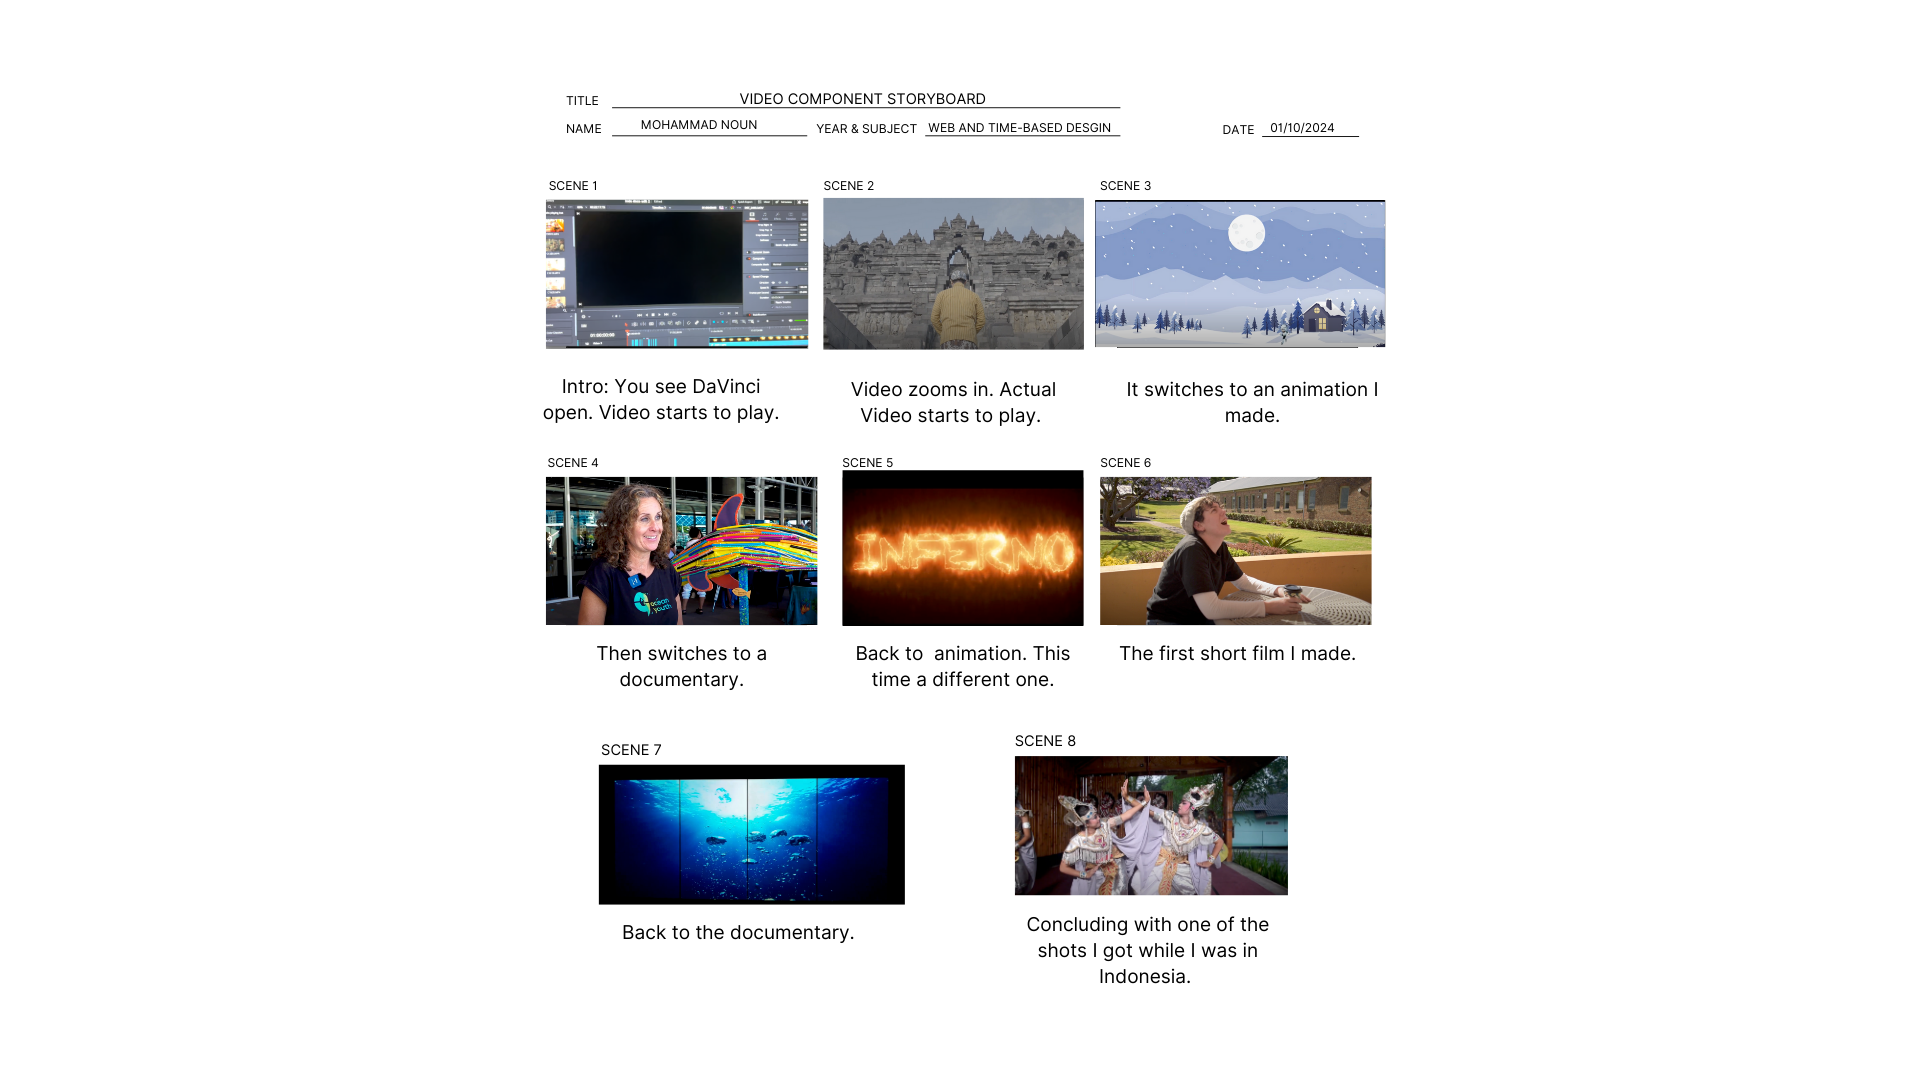 TITLE VIDEO COMPONENT STORYBOARD
NAME MOHAMMAD NOUN YEAR & SUBJECT WEB AND TIME-BASED DESGIN DATE 01/10/2024
SCENE 1
Intro: You see DaVinci
open. Video starts to play.
SCENE 2
Video zooms in. Actual
Video starts to play.
SCENE 3
It switches to an animation I
made.
SCENE 4
ocean
youth
Then switches to a
documentary.
SCENE 5
INFERNO
Back to  animation. This
time a different one.
SCENE 6
The first short film I made.
SCENE 7
Back to the documentary.
SCENE 8
Concluding with one of the
shots I got while I was in
Indonesia.